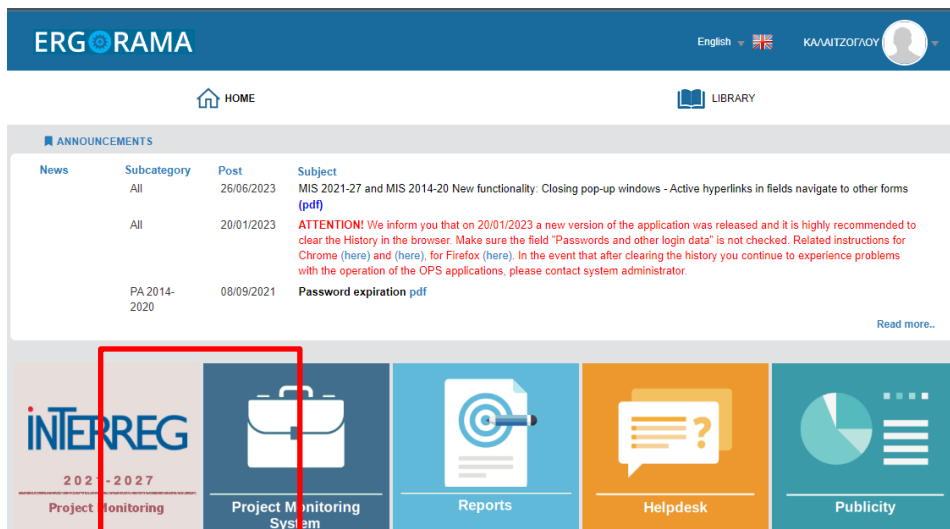 ERGORAMA
English
ΚΑΛΑΙΤΖΟΓΛΟΥ
HOME
LIBRARY
ANNOUNCEMENTS
News Subcategory Post Subject
All 26/06/2023 MIS 2021-27 and MIS 2014-20 New functionality: Closing pop-up windows - Active hyperlinks in fields navigate to other forms
(pdf)
All 20/01/2023 ATTENTION! We inform you that on 20/01/2023 a new version of the application was released and it is highly recommended to
clear the History in the browser. Make sure the field "Passwords and other login data" is not checked. Related instructions for
Chrome (here) and (here), for Firefox (here). In the event that after clearing the history you continue to experience problems
with the operation of the OPS applications, please contact system administrator.
PA 2014- 08/09/2021 Password expiration pdf
2020
Read more..
iNTERREG
2021-2027
Project Monitoring
Project Monitoring
System
Reports
?
Helpdesk
Publicity